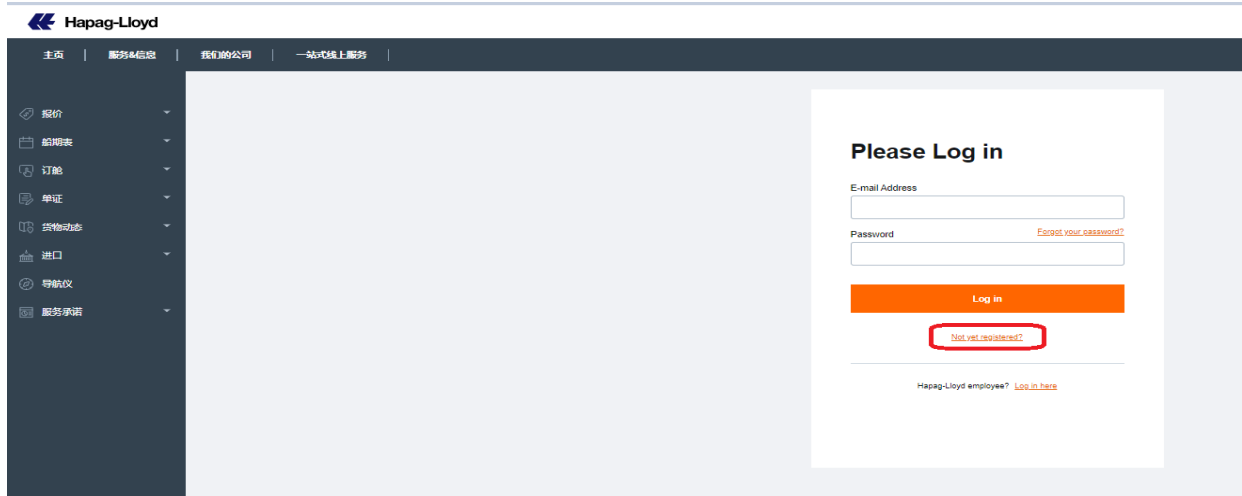 Hapag-Lloyd
主页 | 服务&信息 | 我们的公司 | 一站式线上服务 |
报价
船期表
订舱
单证
货物动态
进口
导航仪
服务承诺
Please Log in
E-mail Address
Password Forgot your password?
Log in
Not yet registered?
Hapag-Lloyd employee? Log in here